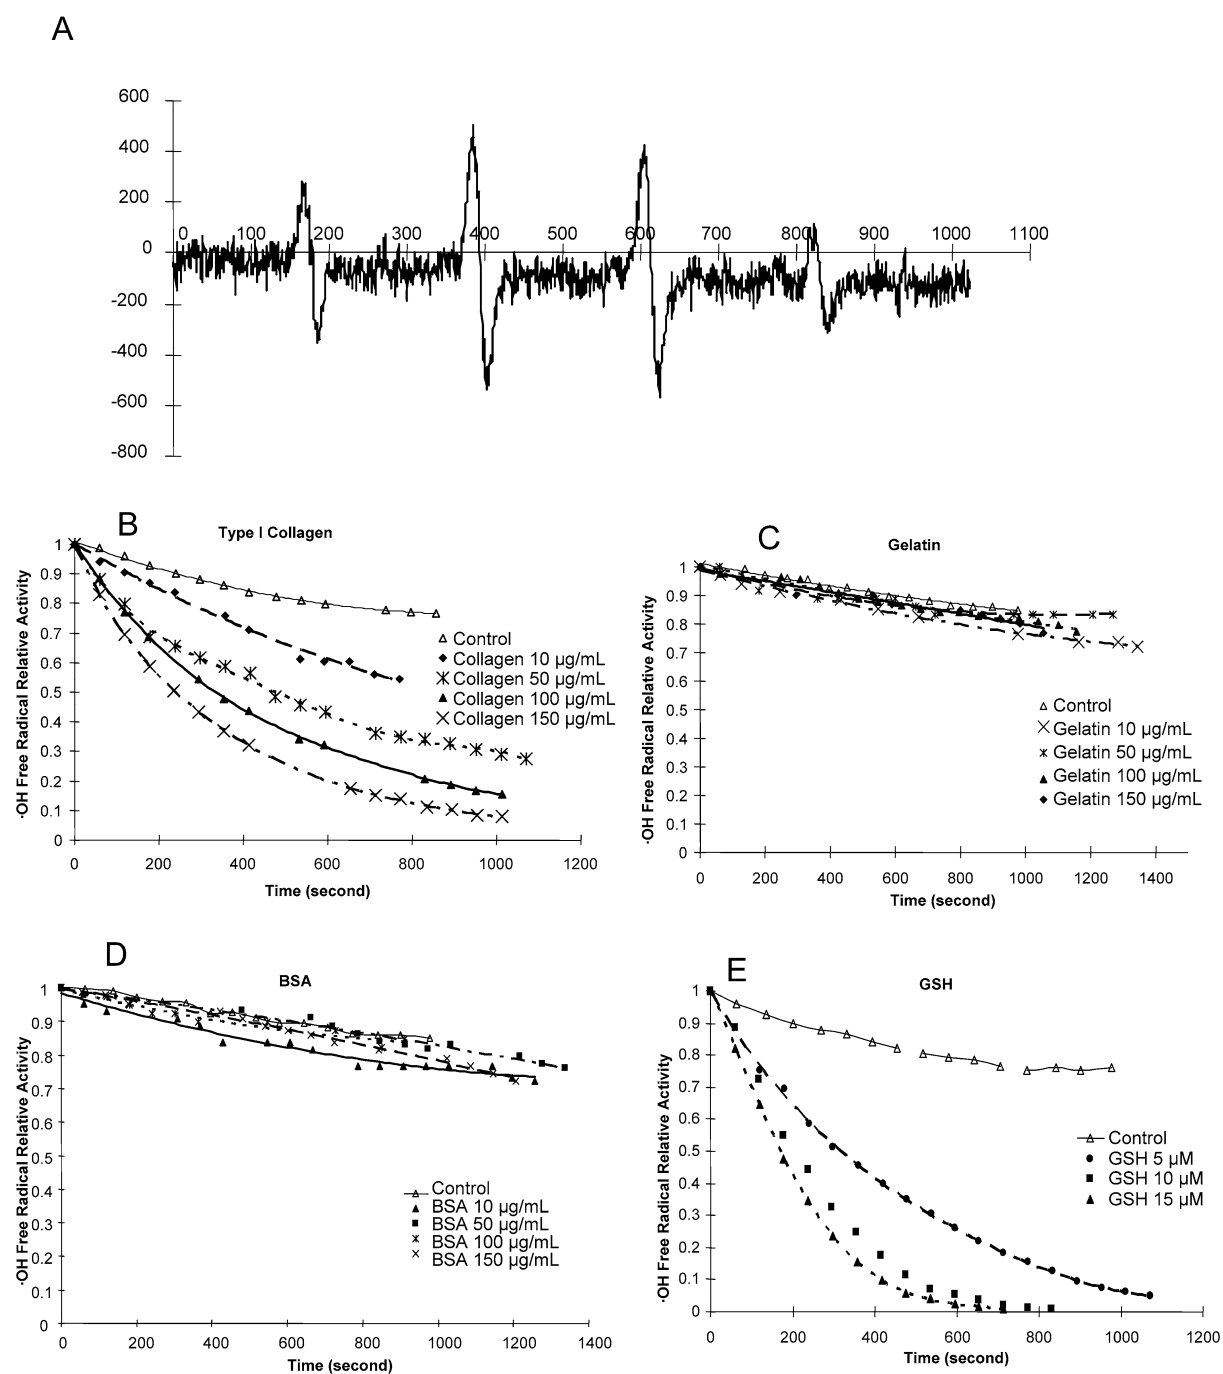 A
600
400
200
0
-200
-400
-600
-800
0 100 200 300 400 500 600 700 800 900 1000 1100
B
Type I Collagen
·OH Free Radical Relative Activity
1
0.9
0.8
0.7
0.6
0.5
0.4
0.3
0.2
0.1
0
0 200 400 600 800 1000 1200
Time (second)
Control
Collagen 10 µg/mL
Collagen 50 µg/mL
Collagen 100 µg/mL
Collagen 150 µg/mL
C
Gelatin
·OH Free Radical Relative Activity
1
0.9
0.8
0.7
0.6
0.5
0.4
0.3
0.2
0.1
0
0 200 400 600 800 1000 1200 1400
Time (second)
Control
Gelatin 10 µg/mL
Gelatin 50 µg/mL
Gelatin 100 µg/mL
Gelatin 150 µg/mL
D
BSA
·OH Free Radical Relative Activity
1
0.9
0.8
0.7
0.6
0.5
0.4
0.3
0.2
0.1
0
0 200 400 600 800 1000 1200 1400
Time (second)
Control
BSA 10 µg/mL
BSA 50 µg/mL
BSA 100 µg/mL
BSA 150 µg/mL
E
GSH
·OH Free Radical Relative Activity
1
0.9
0.8
0.7
0.6
0.5
0.4
0.3
0.2
0.1
0
0 200 400 600 800 1000 1200
Time (second)
Control
GSH 5 µM
GSH 10 µM
GSH 15 µM